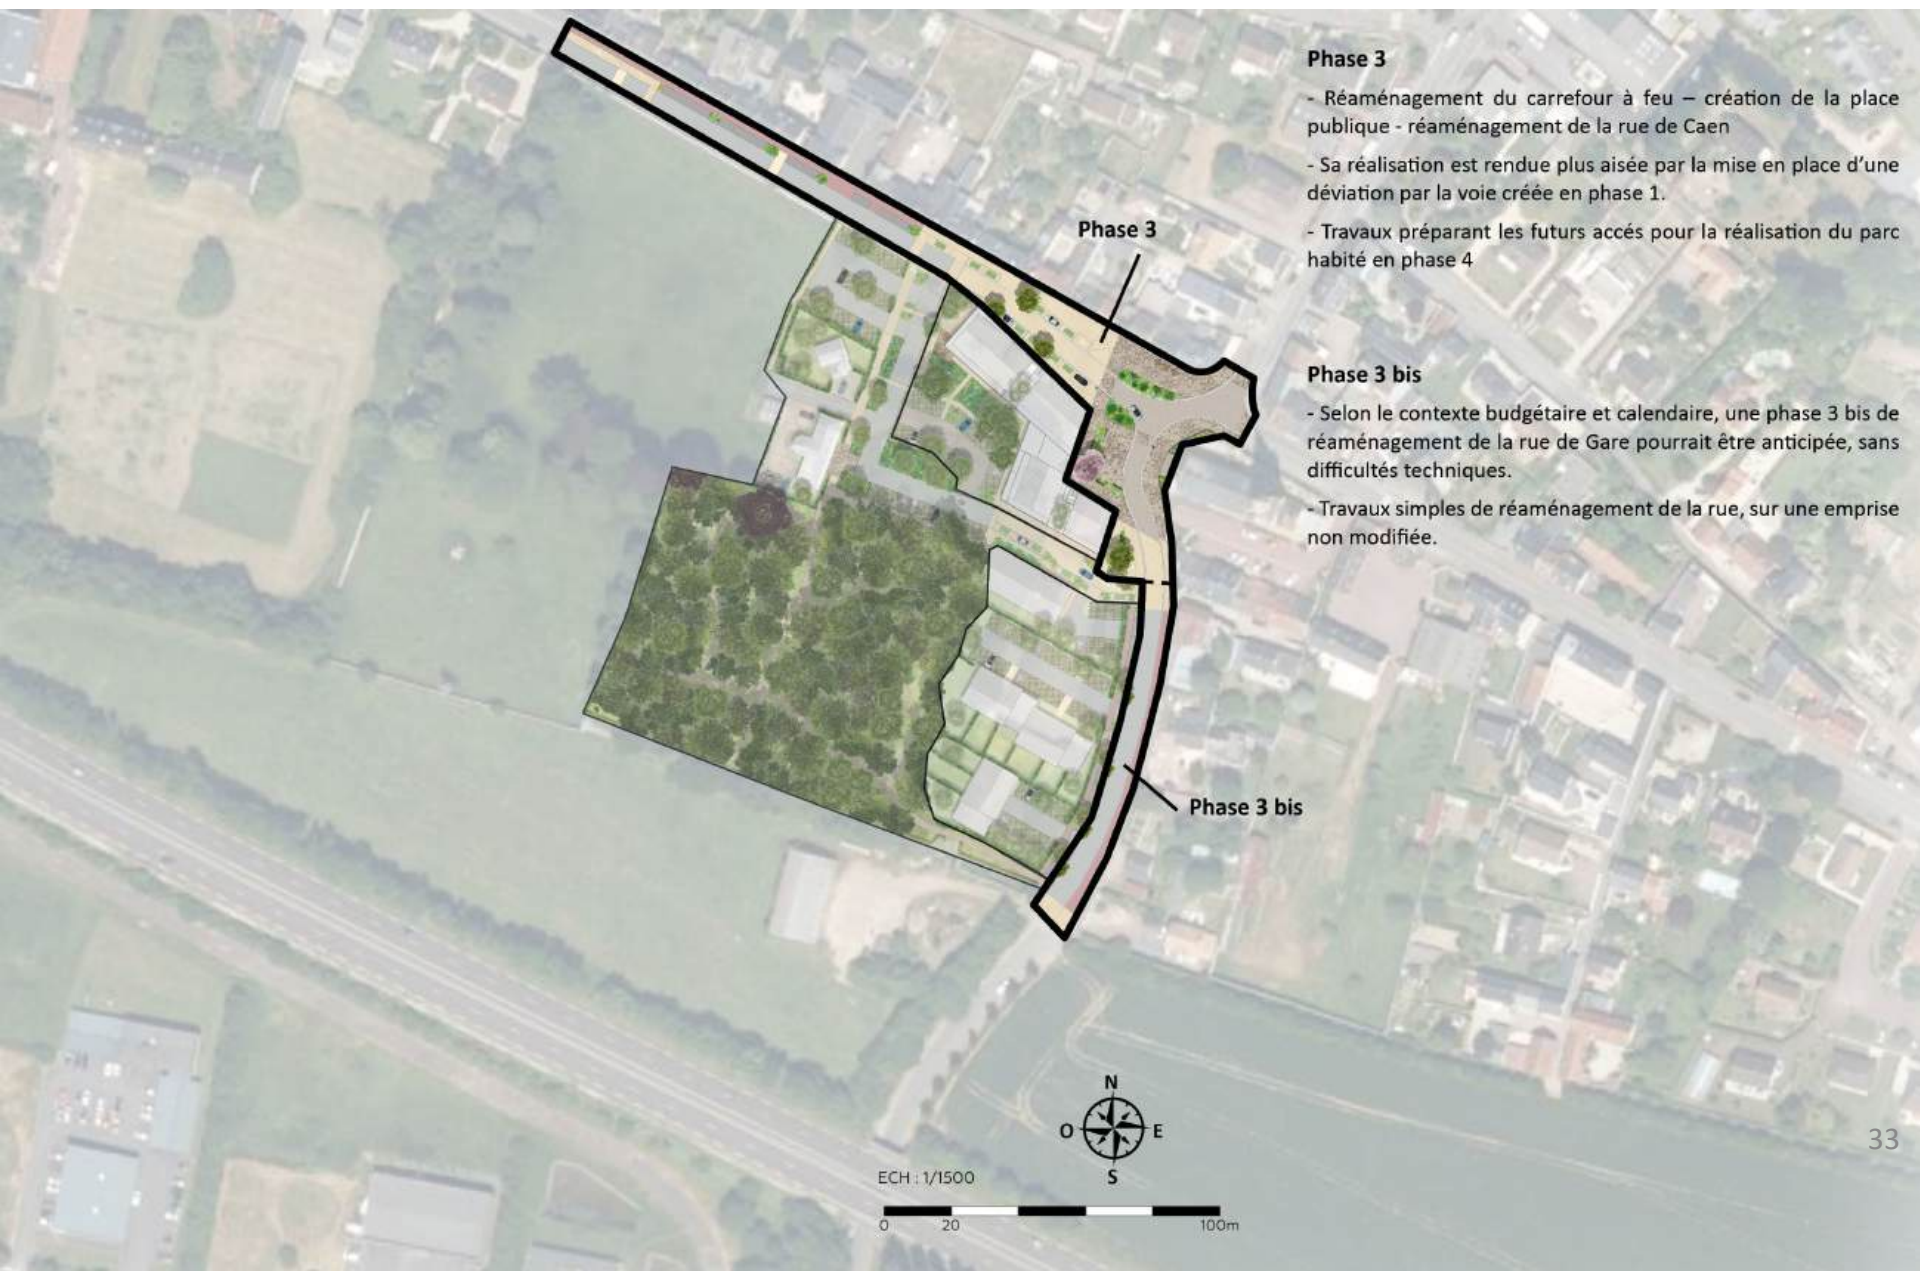 Phase 3
- Réaménagement du carrefour à feu – création de la place
publique - réaménagement de la rue de Caen
- Sa réalisation est rendue plus aisée par la mise en place d'une
déviation par la voie créée en phase 1.
- Travaux préparant les futurs accés pour la réalisation du parc
habité en phase 4
Phase 3
Phase 3 bis
- Selon le contexte budgétaire et calendaire, une phase 3 bis de
réaménagement de la rue de Gare pourrait être anticipée, sans
difficultés techniques.
- Travaux simples de réaménagement de la rue, sur une emprise
non modifiée.
Phase 3 bis
N
O E
S
33
ECH : 1/1500
0 20 100m